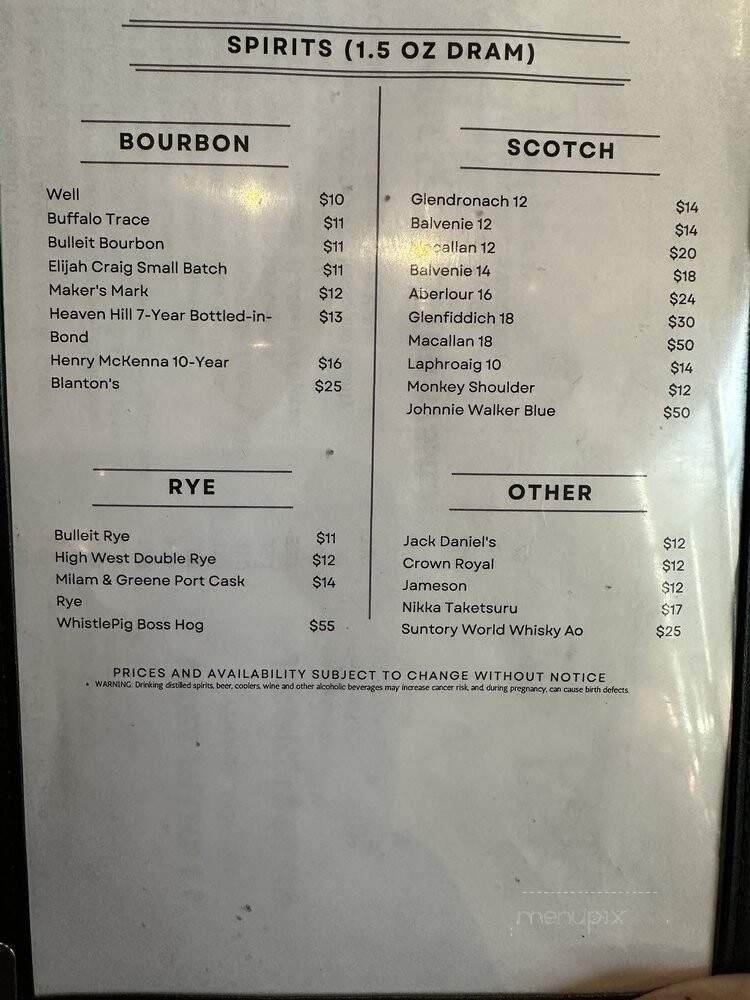 SPIRITS (1.5 OZ DRAM)
BOURBON
Well $10
Buffalo Trace $11
Bulleit Bourbon $11
Elijah Craig Small Batch $11
Maker's Mark $12
Heaven Hill 7-Year Bottled-in- $13
Bond
Henry McKenna 10-Year $16
Blanton's $25
RYE
Bulleit Rye $11
High West Double Rye $12
Milam & Greene Port Cask $14
Rye
WhistlePig Boss Hog $55
SCOTCH
Glendronach 12 $14
Balvenie 12 $14
Macallan 12 $20
Balvenie 14 $18
Aberlour 16 $24
Glenfiddich 18 $30
Macallan 18 $50
Laphroaig 10 $14
Monkey Shoulder $12
Johnnie Walker Blue $50
OTHER
Jack Daniel's $12
Crown Royal $12
Jameson $12
Nikka Taketsuru $17
Suntory World Whisky Ao $25
PRICES AND AVAILABILITY SUBJECT TO CHANGE WITHOUT NOTICE
• WARNING: Drinking distilled spirits, beer, coolers, wine and other alcoholic beverages may increase cancer risk, and, during pregnancy, can cause birth defects.
menupix